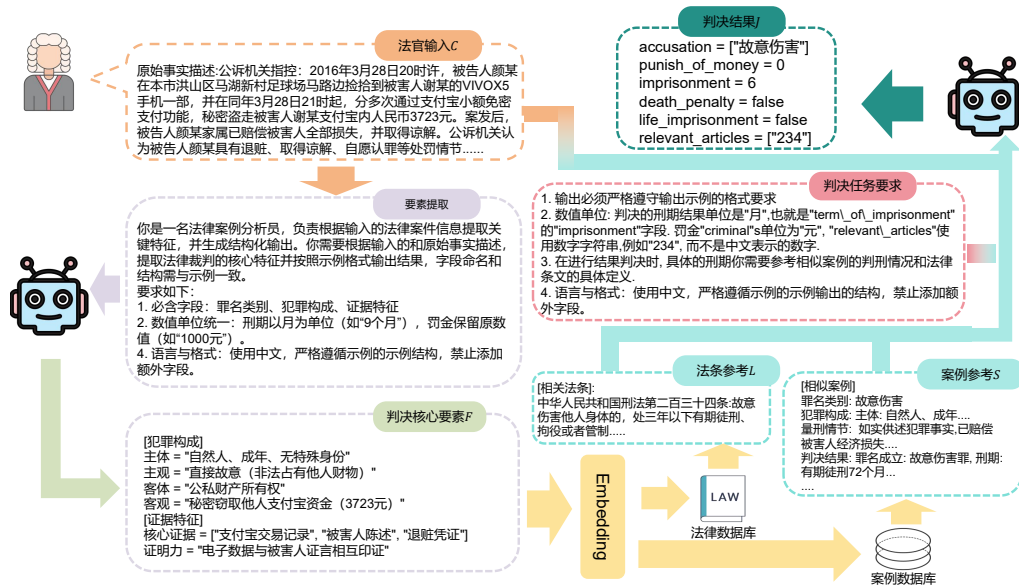 法官输入C
原始事实描述:公诉机关指控：2016年3月28日20时许，被告人颜某
在本市洪山区马湖新村足球场马路边捡拾到被害人谢某的VIVOX5
手机一部，并在同年3月28日21时起，分多次通过支付宝小额免密
支付功能，秘密盗走被害人谢某支付宝内人民币3723元。案发后，
被告人颜某家属已赔偿被害人全部损失，并取得谅解。公诉机关认
为被告人颜某具有退赃、取得谅解、自愿认罪等处罚情节......
判决结果J
accusation = ["故意伤害"]
punish_of_money = 0
imprisonment = 6
death_penalty = false
life_imprisonment = false
relevant_articles = ["234"]
要素提取
你是一名法律案例分析员，负责根据输入的法律案件信息提取关
键特征，并生成结构化输出。你需要根据输入的和原始事实描述，
提取法律裁判的核心特征并按照示例格式输出结果，字段命名和
结构需与示例一致。
要求如下：
1. 必含字段：罪名类别、犯罪构成、证据特征
2. 数值单位统一：刑期以月为单位（如“9个月”），罚金保留原数
值（如“1000元”）。
4. 语言与格式：使用中文，严格遵循示例的示例结构，禁止添加
额外字段。
判决任务要求
1. 输出必须严格遵守输出示例的格式要求
2. 数值单位: 判决的刑期结果单位是"月",也就是"term\_of\_imprisonment"
的"imprisonment"字段. 罚金"criminal"s单位为"元", "relevant\_articles"使
用数字字符串,例如"234", 而不是中文表示的数字.
3. 在进行结果判决时, 具体的刑期你需要参考相似案例的判刑情况和法律
条文的具体定义.
4. 语言与格式：使用中文，严格遵循示例的示例输出的结构，禁止添加额
外字段。
法条参考L
[相关法条]:
中华人民共和国刑法第二百三十四条:故意
伤害他人身体的，处三年以下有期徒刑、
拘役或者管制.....
案例参考S
[相似案例]
罪名类别: 故意伤害
犯罪构成: 主体: 自然人、成年....
量刑情节： 如实供述犯罪事实,已赔偿
被害人经济损失....
判决结果: 罪名成立: 故意伤害罪, 刑期:
有期徒刑72个月...
....
判决核心要素F
[犯罪构成]
主体 = "自然人、成年、无特殊身份"
主观 = "直接故意（非法占有他人财物）"
客体 = "公私财产所有权"
客观 = "秘密窃取他人支付宝资金（3723元）"
[证据特征]
核心证据 = ["支付宝交易记录", "被害人陈述", "退赃凭证"]
证明力 = "电子数据与被害人证言相互印证"
Embedding
LAW
法律数据库
案例数据库